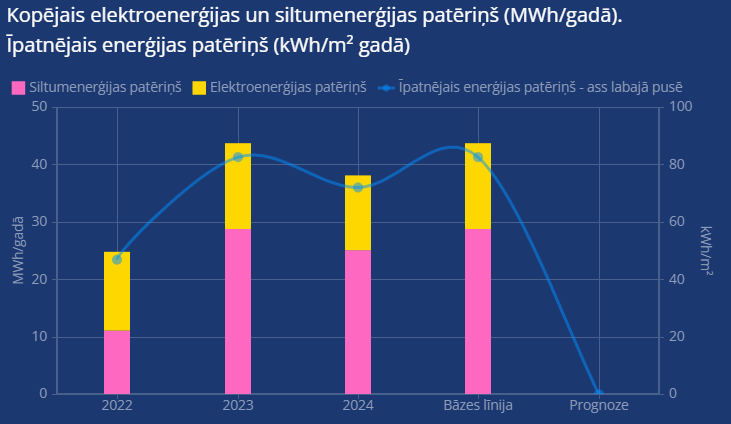 Kopējais elektroenerģijas un siltumenerģijas patēriņš (MWh/gadā).
Īpatnējais enerģijas patēriņš (kWh/m² gadā)
Siltumenerģijas patēriņš Elektroenerģijas patēriņš Īpatnējais enerģijas patēriņš - ass labajā pusē
50 100
40 80
30 60
20 40
10 20
0 0
MWh/gadā
kWh/m²
2022 2023 2024 Bāzes līnija Prognoze